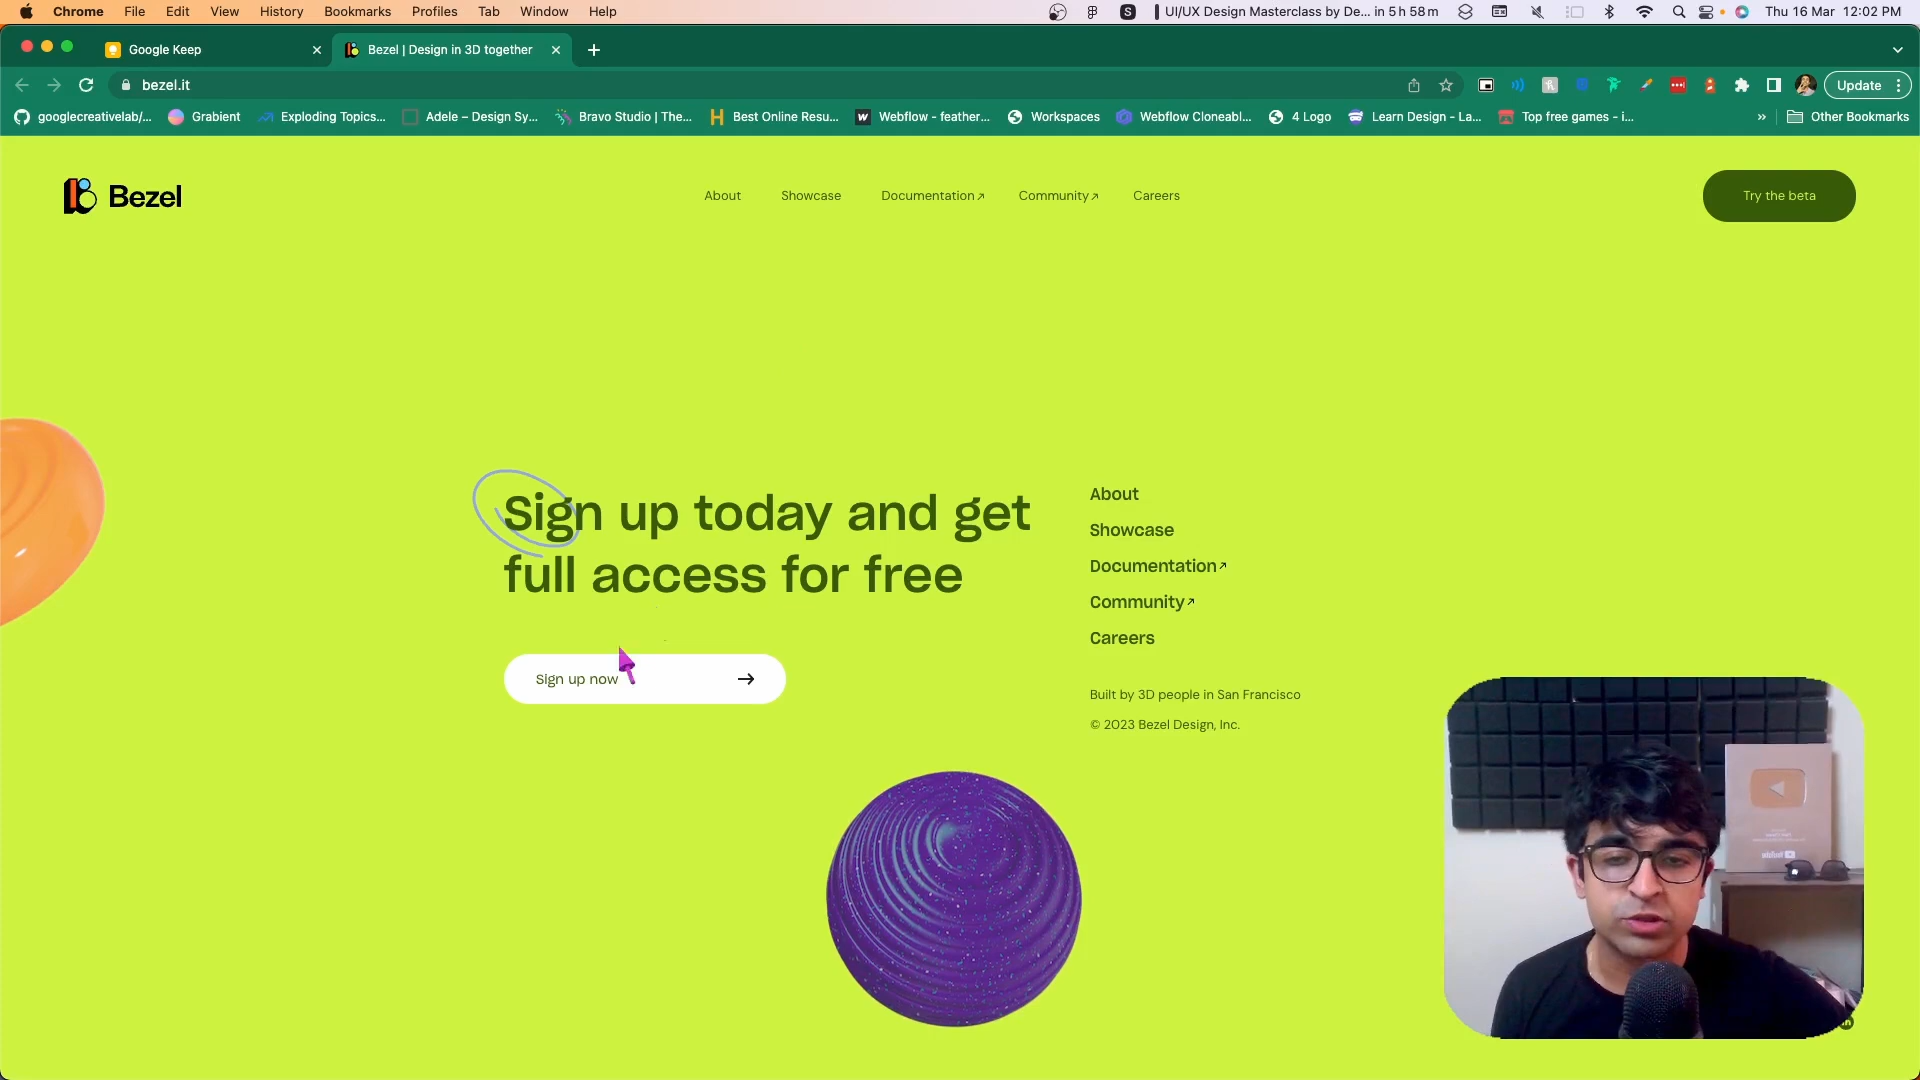 Chrome File Edit View History Bookmarks Profiles Tab Window Help
S UI/UX Design Masterclass by De... in 5 h 58 m Thu 16 Mar 12:02 PM
Google Keep
Bezel | Design in 3D together
bezel.it
Update
googlecreativelab/... Grabient Exploding Topics... Adele – Design Sy... Bravo Studio | The... Best Online Resu... Webflow - feather... Workspaces Webflow Cloneabl... 4 Logo Learn Design - La... Top free games - i... » Other Bookmarks
Bezel
About Showcase Documentation↗ Community↗ Careers
Try the beta
Sign up today and get
full access for free
Sign up now →
About
Showcase
Documentation↗
Community↗
Careers
Built by 3D people in San Francisco
© 2023 Bezel Design, Inc.